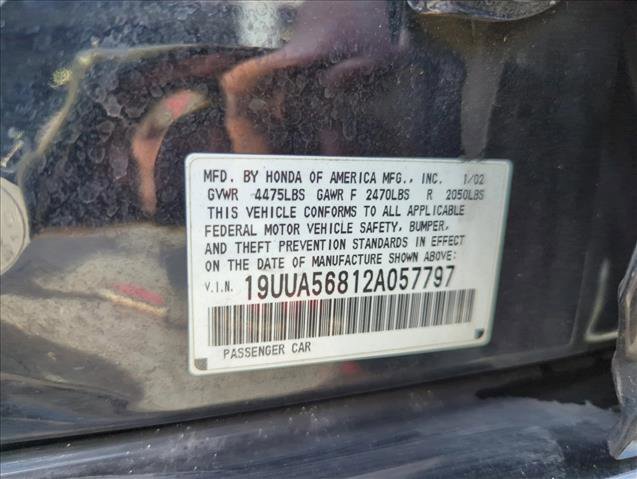 MFD. BY HONDA OF AMERICA MFG., INC. 1/02
GVWR 4475LBS GAWR F 2470LBS R 2050LBS
THIS VEHICLE CONFORMS TO ALL APPLICABLE
FEDERAL MOTOR VEHICLE SAFETY, BUMPER,
AND THEFT PREVENTION STANDARDS IN EFFECT
ON THE DATE OF MANUFACTURE SHOWN ABOVE:
V.I.N. 19UUA56812A057797
PASSENGER CAR